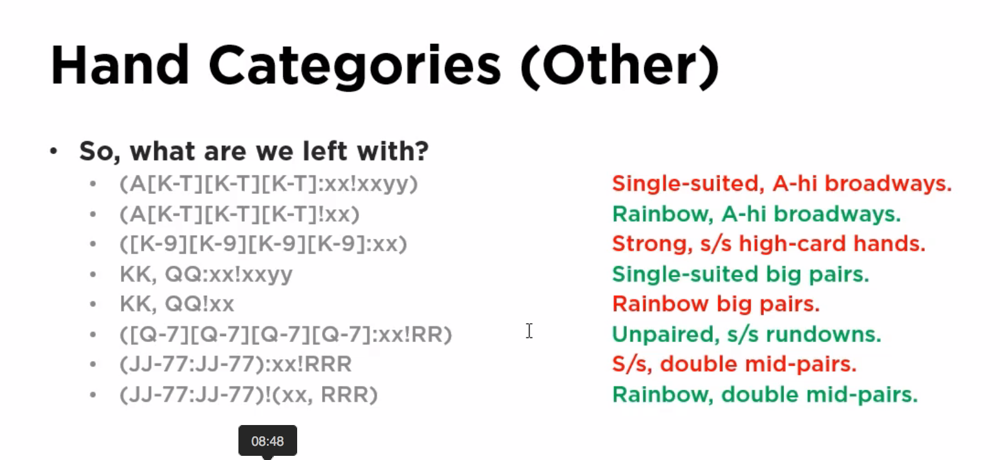 Hand Categories (Other)
• So, what are we left with?
• (A[K-T][K-T][K-T]:xx!xxyy) Single-suited, A-hi broadways.
• (A[K-T][K-T][K-T]!xx) Rainbow, A-hi broadways.
• ([K-9][K-9][K-9][K-9]:xx) Strong, s/s high-card hands.
• KK, QQ:xx!xxyy Single-suited big pairs.
• KK, QQ!xx Rainbow big pairs.
• ([Q-7][Q-7][Q-7][Q-7]:xx!RR) Unpaired, s/s rundowns.
• (JJ-77:JJ-77):xx!RRR S/s, double mid-pairs.
• (JJ-77:JJ-77)!(xx, RRR) Rainbow, double mid-pairs.
08:48